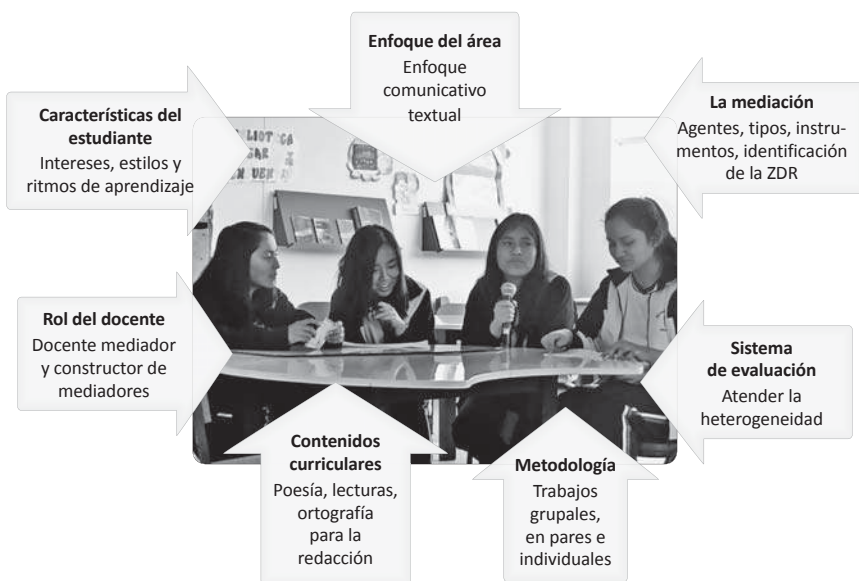 Enfoque del área
Enfoque
comunicativo
textual
Características del
estudiante
Intereses, estilos y
ritmos de aprendizaje
La mediación
Agentes, tipos, instru-
mentos, identificación
de la ZDR
Rol del docente
Docente mediador
y constructor de
mediadores
Sistema
de evaluación
Atender la
heterogeneidad
Contenidos
curriculares
Poesía, lecturas,
ortografía
para la
redacción
Metodología
Trabajos
grupales,
en pares e
individuales